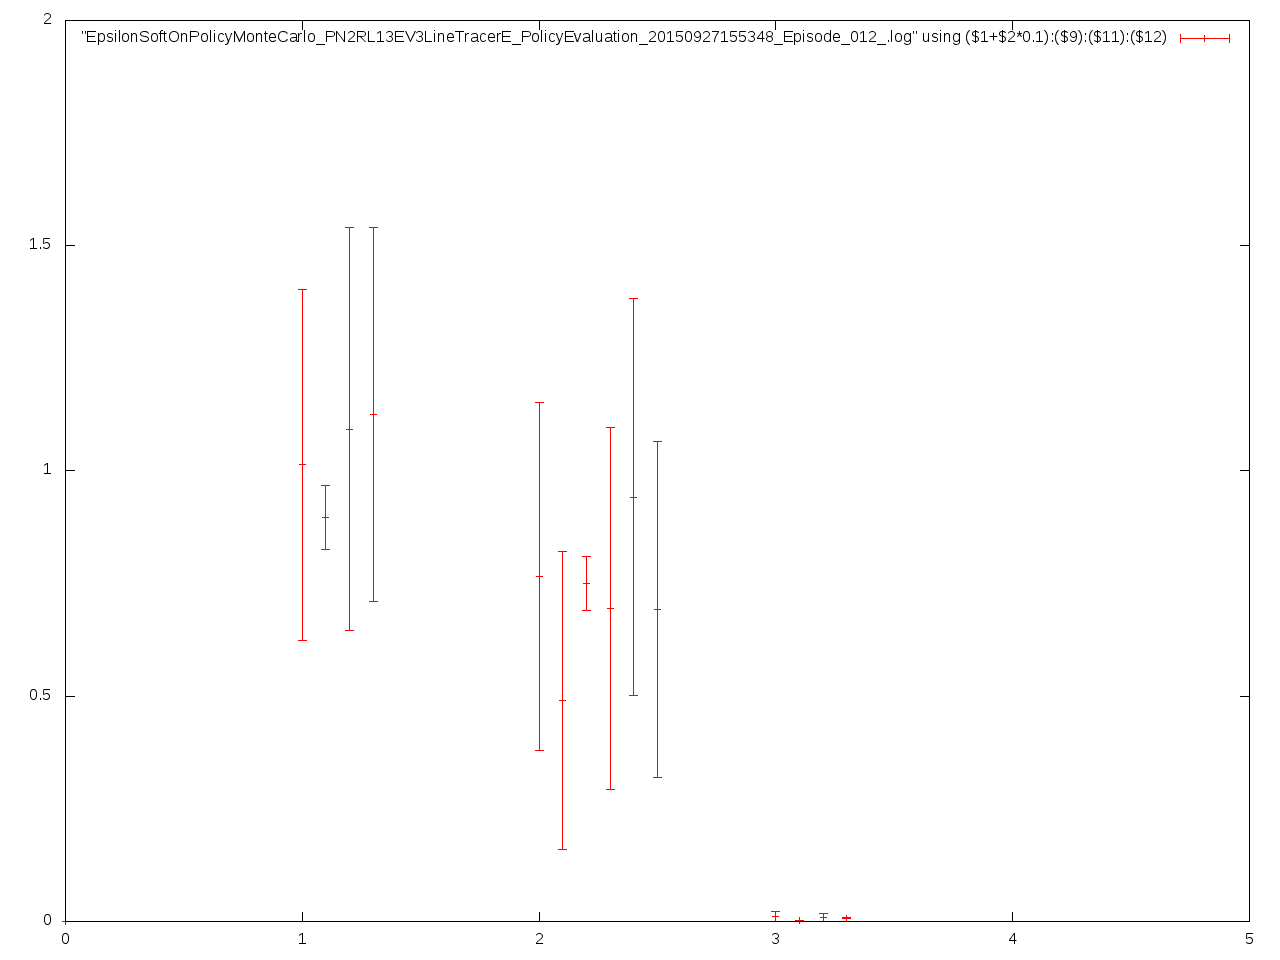 2
"EpsilonSoftOnPolicyMonteCarlo_PN2RL13EV3LineTracerE_PolicyEvaluation_20150927155348_Episode_012_.log" using ($1+$2*0.1):($9):($11):($12)
1.5
1
0.5
0
0 1 2 3 4 5